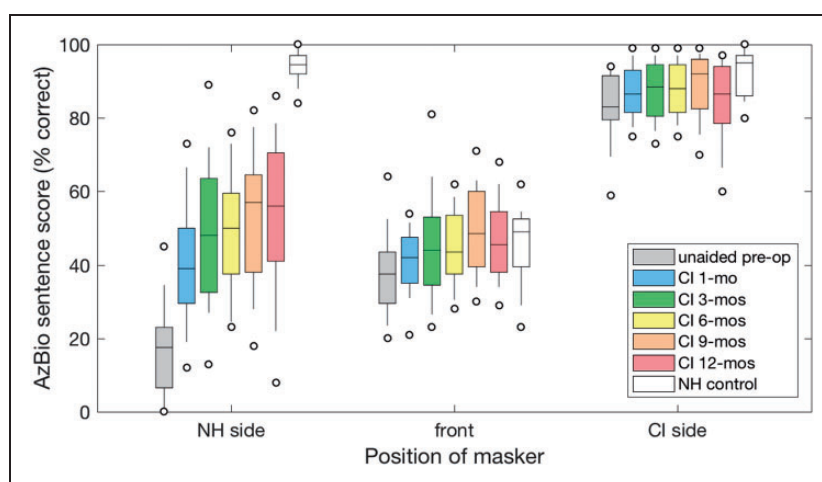 AzBio sentence score (% correct)
100
80
60
40
20
0
NH side
front
CI side
Position of masker
unaided pre-op
CI 1-mo
CI 3-mos
CI 6-mos
CI 9-mos
CI 12-mos
NH control